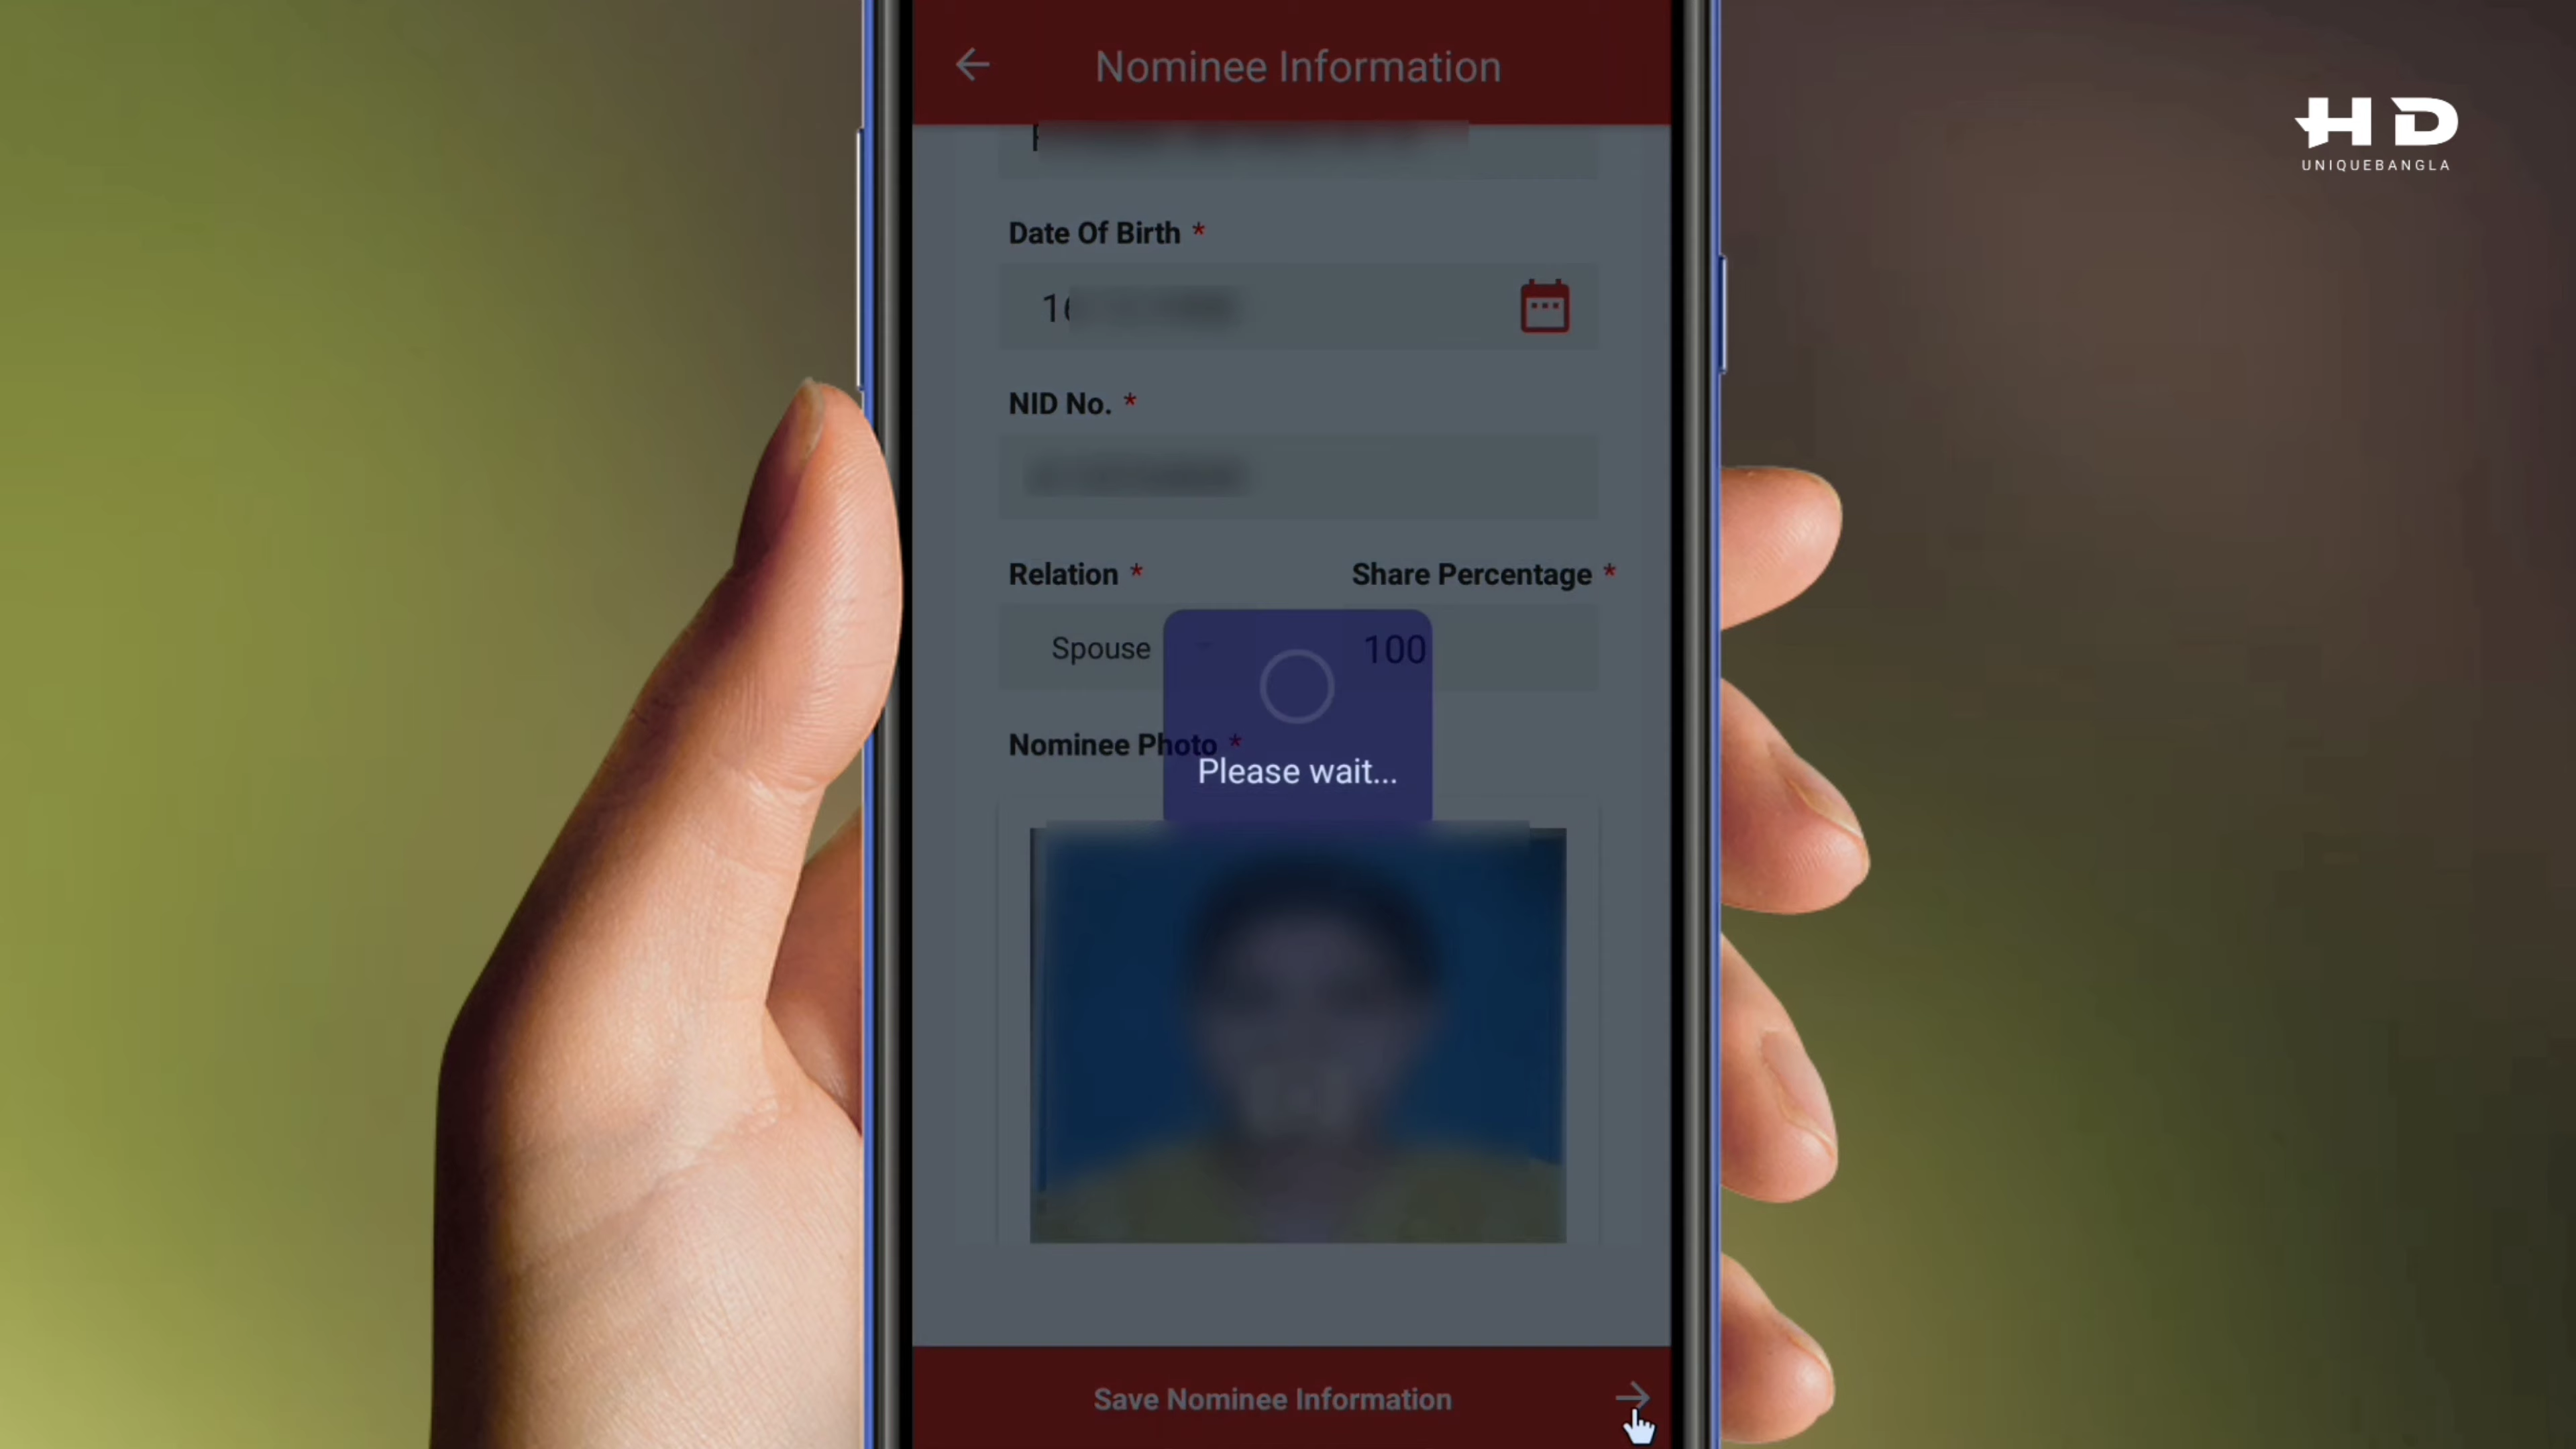 Nominee Information
HD
UNIQUEBANGLA
Date Of Birth *
NID No. *
Relation * Share Percentage *
Spouse 100
Nominee Photo *
Please wait...
Save Nominee Information